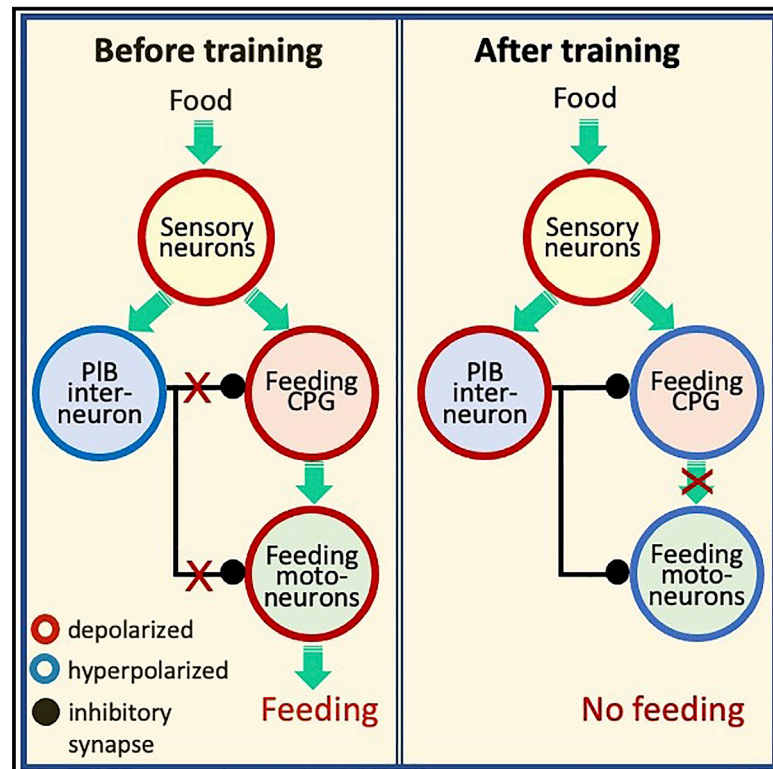 Before training
Food
Sensory
neurons
PlB
inter-
neuron
X
Feeding
CPG
X
Feeding
moto-
neurons
depolarized
hyperpolarized
inhibitory
synapse
Feeding
After training
Food
Sensory
neurons
PlB
inter-
neuron
Feeding
CPG
X
Feeding
moto-
neurons
No feeding